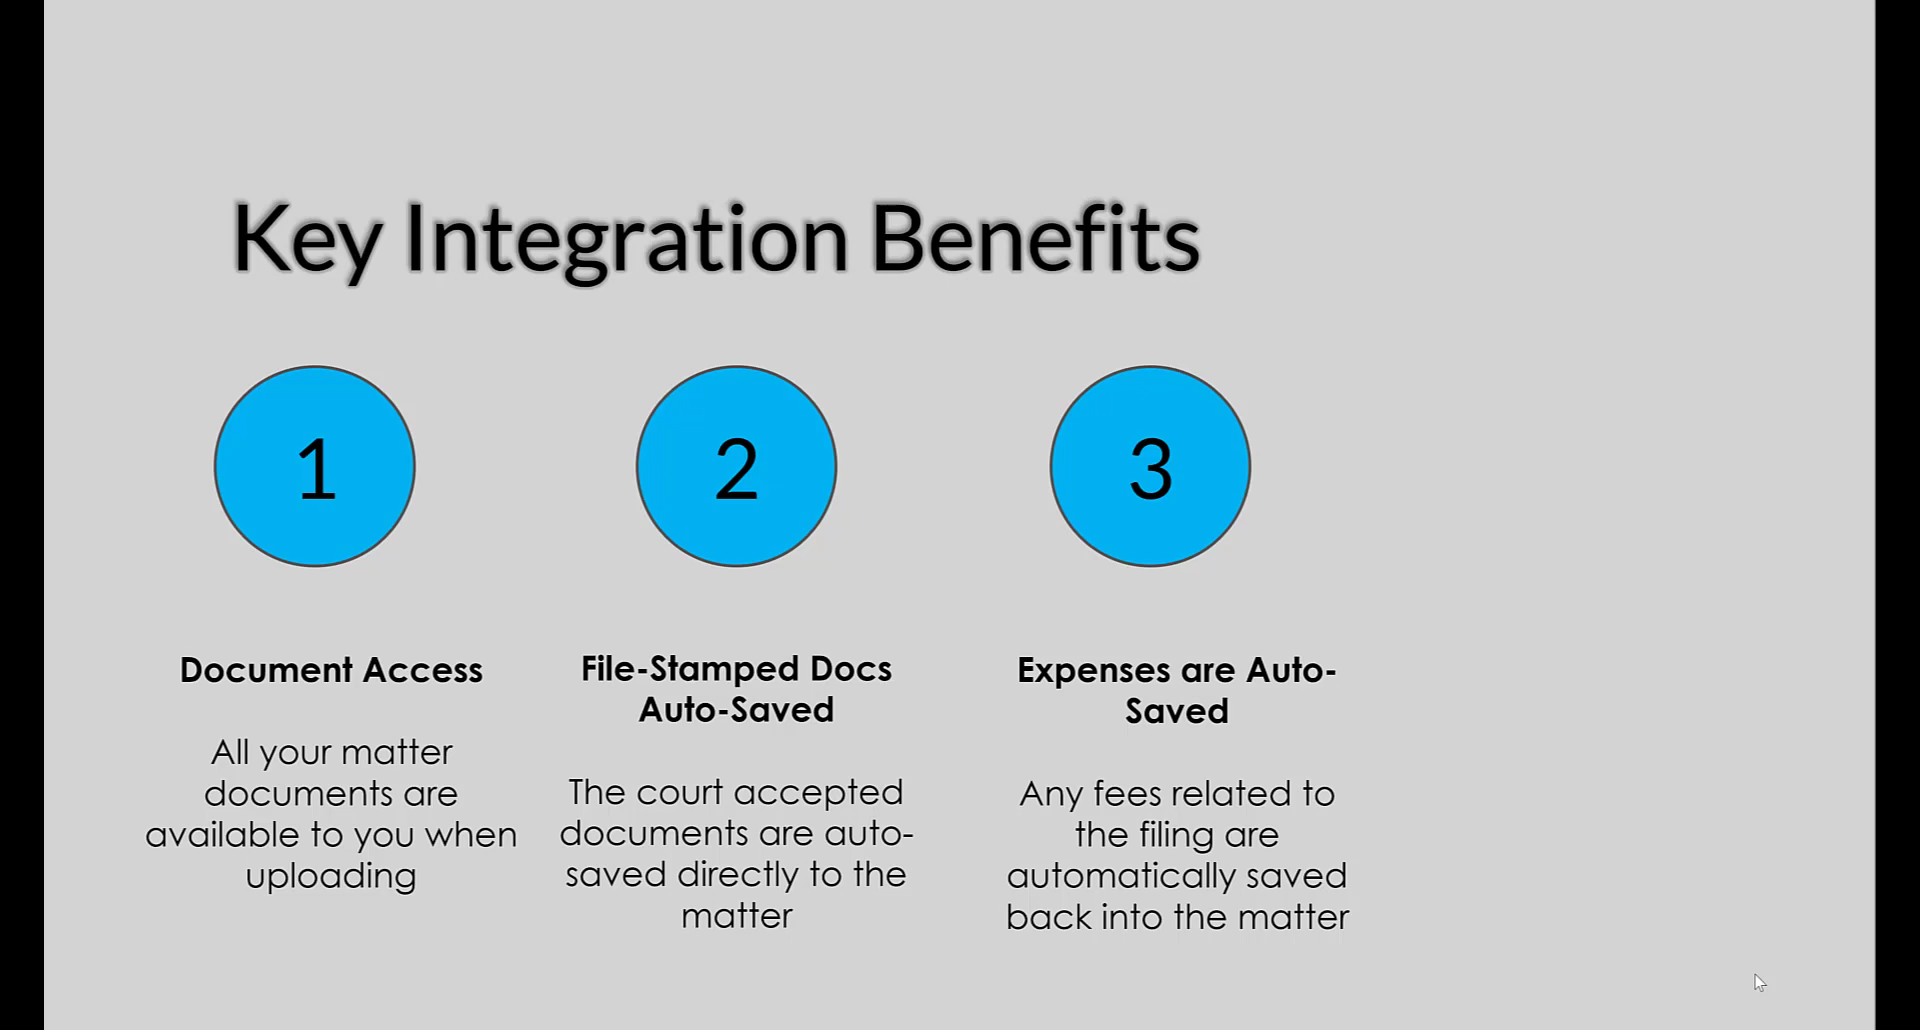 Key Integration Benefits
1
2
3
Document Access
All your matter
documents are
available to you when
uploading
File-Stamped Docs
Auto-Saved
The court accepted
documents are auto-
saved directly to the
matter
Expenses are Auto-
Saved
Any fees related to
the filing are
automatically saved
back into the matter